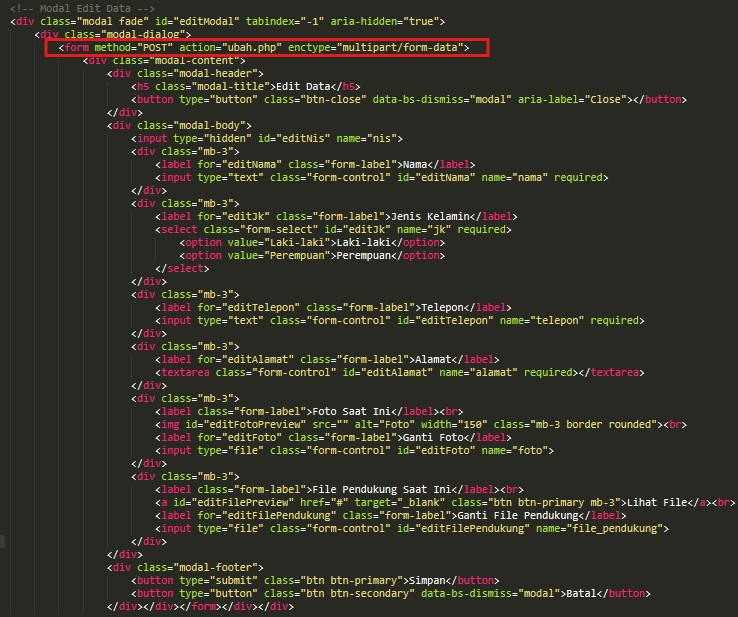 <!-- Modal Edit Data -->
<div class="modal fade" id="editModal" tabindex="-1" aria-hidden="true">
<div class="modal-dialog">
<form method="POST" action="ubah.php" enctype="multipart/form-data">
<div class="modal-content">
<div class="modal-header">
<h5 class="modal-title">Edit Data</h5>
<button type="button" class="btn-close" data-bs-dismiss="modal" aria-label="Close"></button>
</div>
<div class="modal-body">
<input type="hidden" id="editNis" name="nis">
<div class="mb-3">
<label for="editNama" class="form-label">Nama</label>
<input type="text" class="form-control" id="editNama" name="nama" required>
</div>
<div class="mb-3">
<label for="editJk" class="form-label">Jenis Kelamin</label>
<select class="form-select" id="editJk" name="jk" required>
<option value="Laki-laki">Laki-laki</option>
<option value="Perempuan">Perempuan</option>
</select>
</div>
<div class="mb-3">
<label for="editTelepon" class="form-label">Telepon</label>
<input type="text" class="form-control" id="editTelepon" name="telepon" required>
</div>
<div class="mb-3">
<label for="editAlamat" class="form-label">Alamat</label>
<textarea class="form-control" id="editAlamat" name="alamat" required></textarea>
</div>
<div class="mb-3">
<label class="form-label">Foto Saat Ini</label><br>
<img id="editFotoPreview" src="" alt="Foto" width="150" class="mb-3 border rounded"><br>
<label for="editFoto" class="form-label">Ganti Foto</label>
<input type="file" class="form-control" id="editFoto" name="foto">
</div>
<div class="mb-3">
<label class="form-label">File Pendukung Saat Ini</label><br>
<a id="editFilePreview" href="#" target="_blank" class="btn btn-primary mb-3">Lihat File</a><br>
<label for="editFilePendukung" class="form-label">Ganti File Pendukung</label>
<input type="file" class="form-control" id="editFilePendukung" name="file_pendukung">
</div>
</div>
<div class="modal-footer">
<button type="submit" class="btn btn-primary">Simpan</button>
<button type="button" class="btn btn-secondary" data-bs-dismiss="modal">Batal</button>
</div></div></form></div></div>